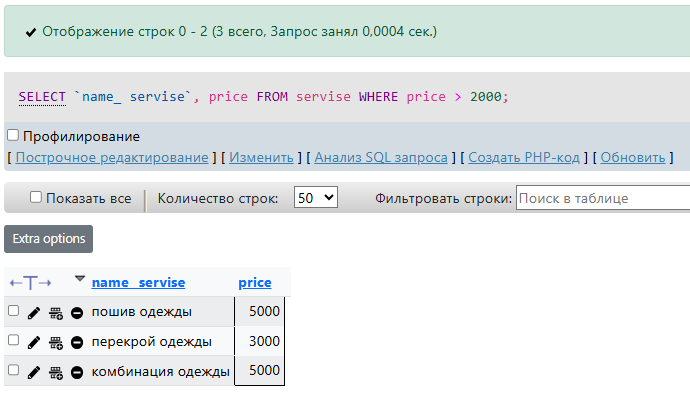 Отображение строк 0 - 2 (3 всего, Запрос занял 0,0004 сек.)
SELECT `name_ servise`, price FROM servise WHERE price > 2000;
Профилирование
[ Построчное редактирование ] [ Изменить ] [ Анализ SQL запроса ] [ Создать PHP-код ] [ Обновить ]
Показать все Количество строк: 50 Фильтровать строки: Поиск в таблице
Extra options
←T→ name_ servise price
пошив одежды 5000
перекрой одежды 3000
комбинация одежды 5000